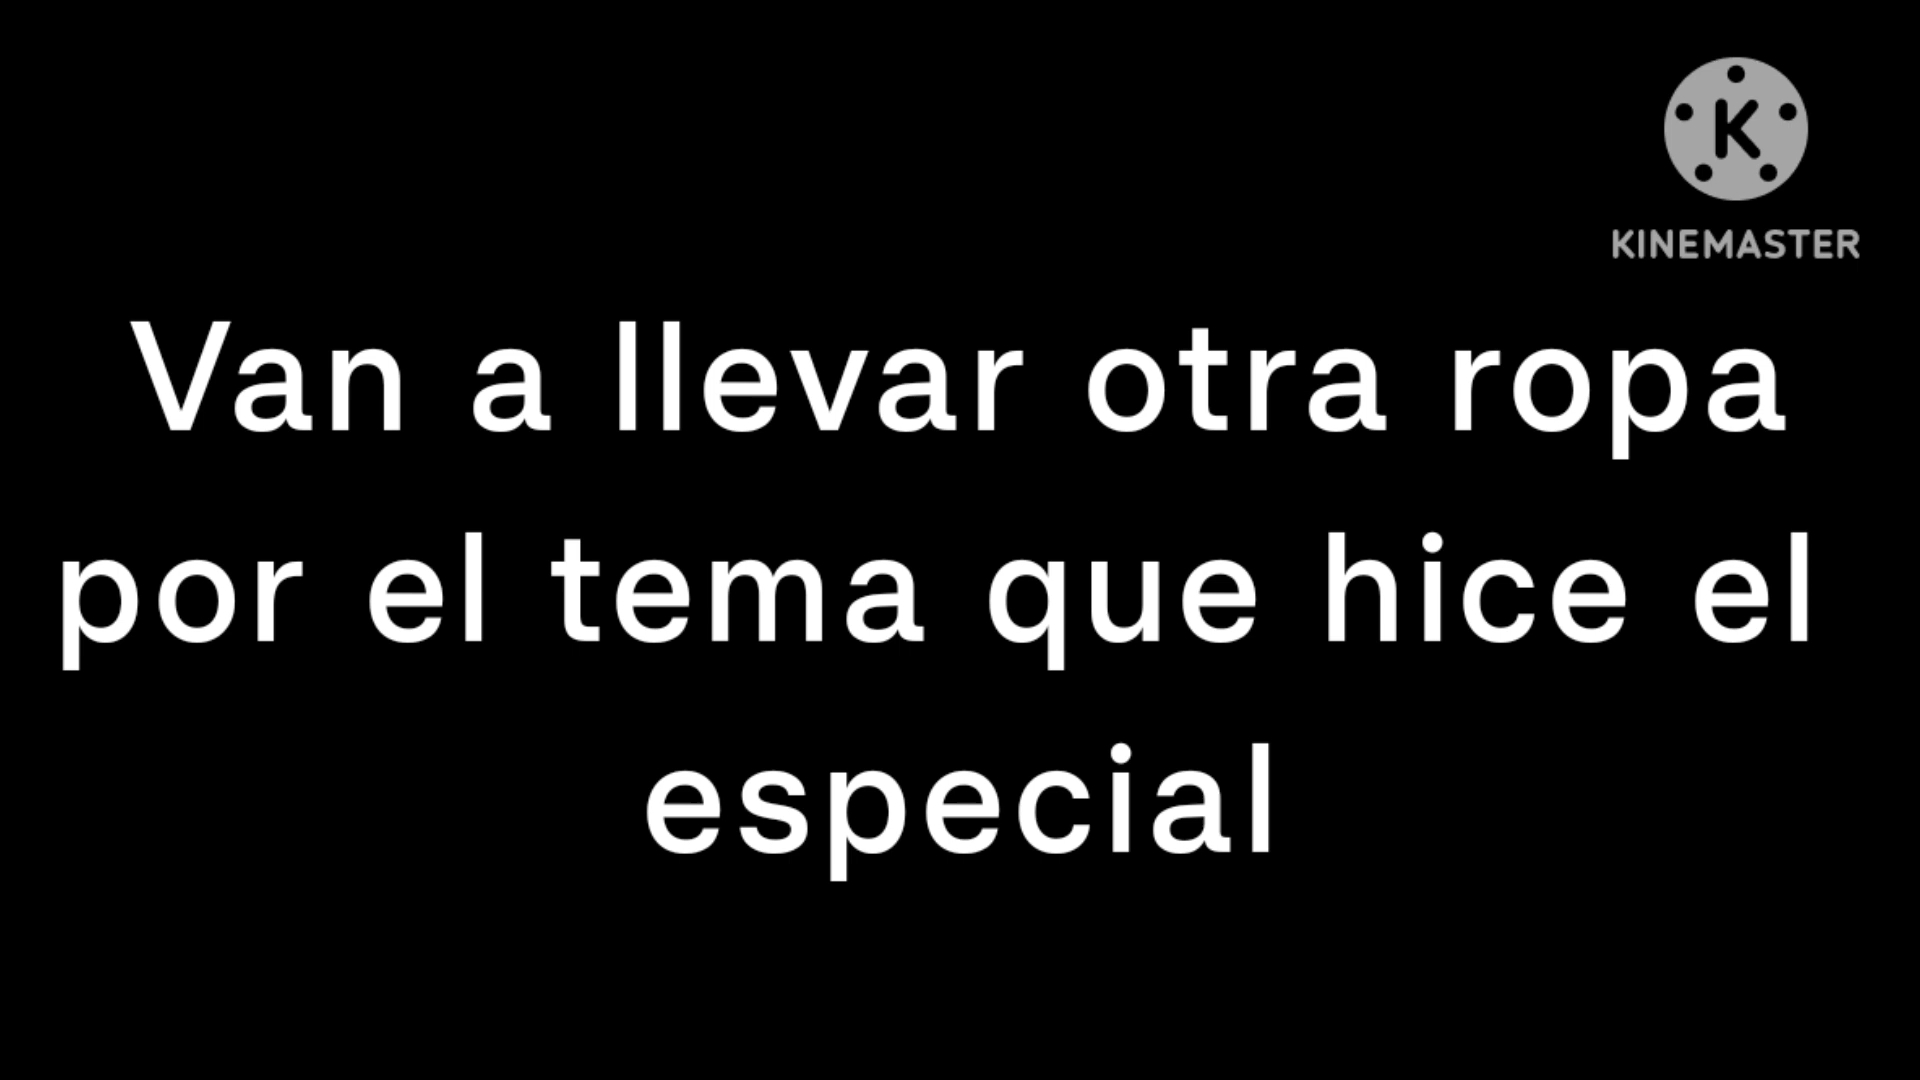 K
KINEMASTER
Van a llevar otra ropa
por el tema que hice el
especial